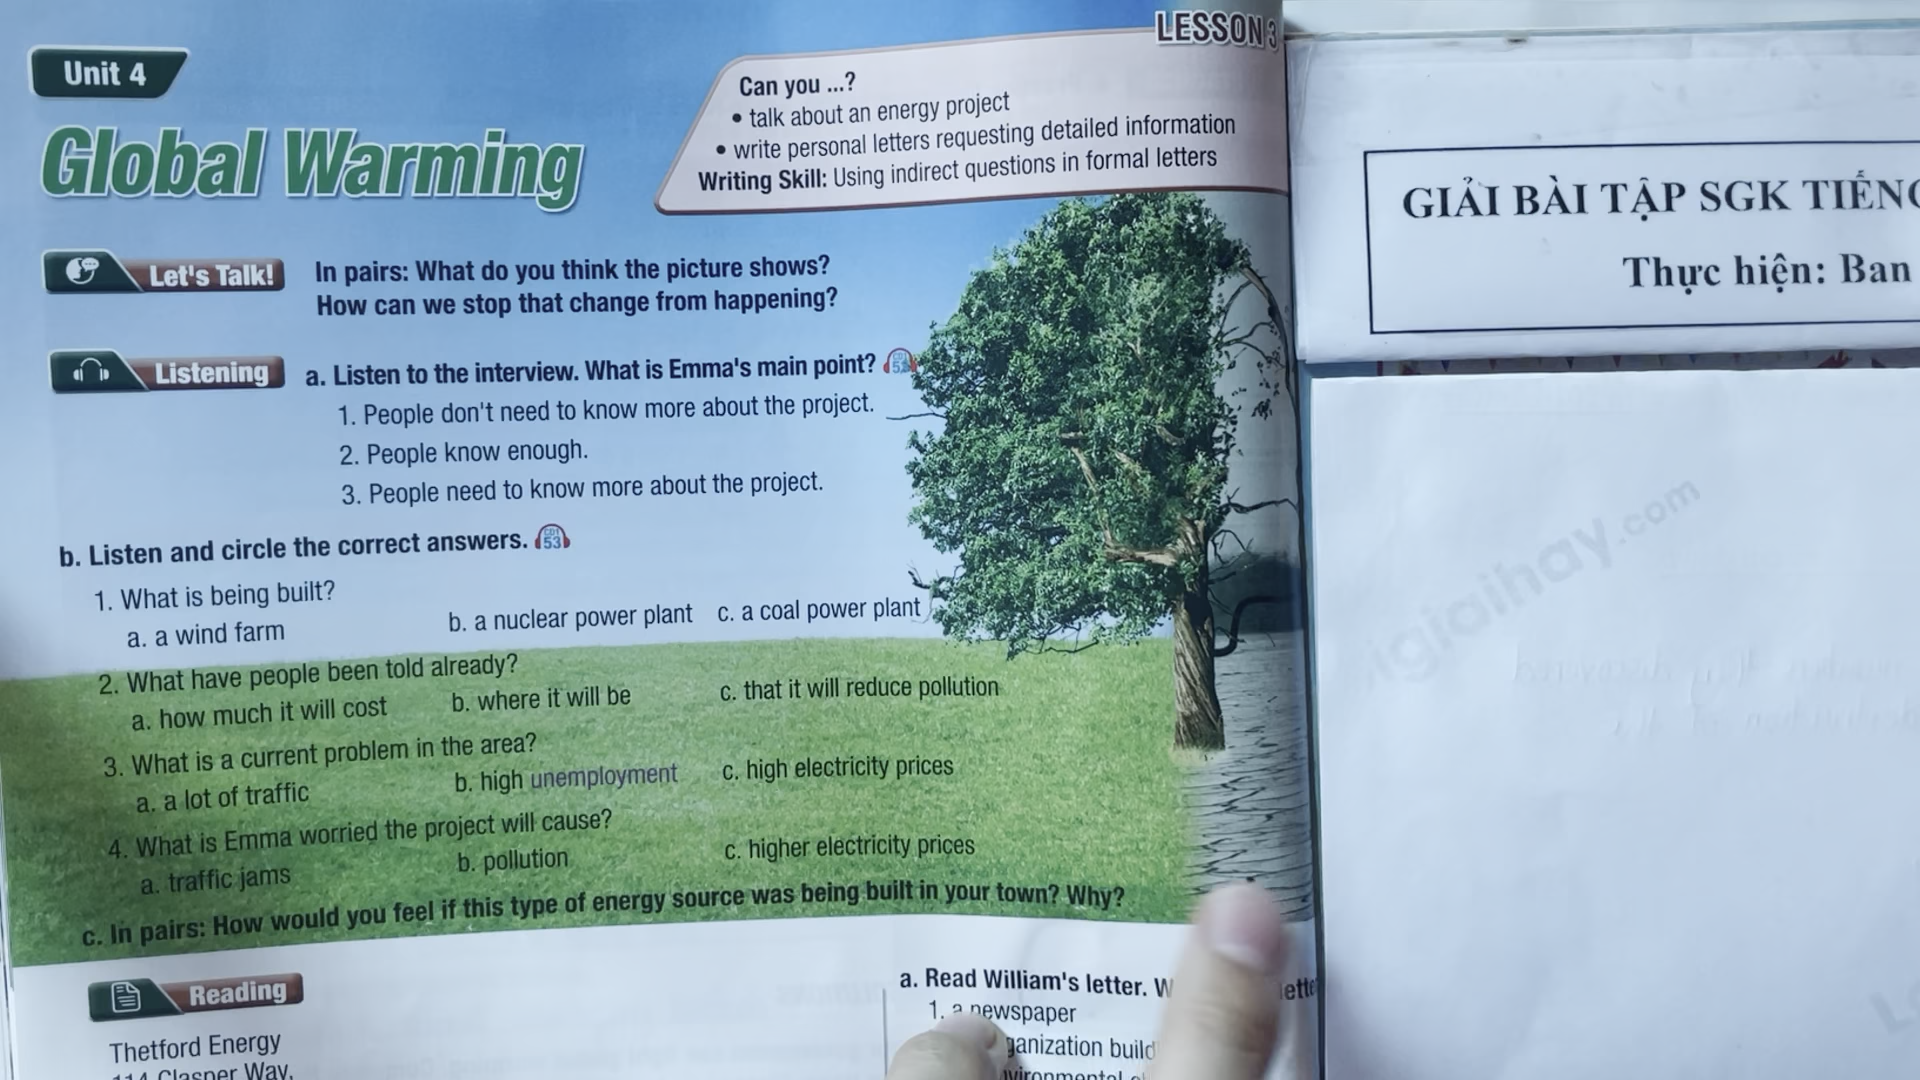 LESSON 3
Unit 4
Global Warming
Can you ...?
• talk about an energy project
• write personal letters requesting detailed information
Writing Skill: Using indirect questions in formal letters
Let's Talk!
In pairs: What do you think the picture shows?
How can we stop that change from happening?
Listening
a. Listen to the interview. What is Emma's main point?
1. People don't need to know more about the project.
2. People know enough.
3. People need to know more about the project.
b. Listen and circle the correct answers.
CD1
53
1. What is being built?
a. a wind farm
b. a nuclear power plant
c. a coal power plant
2. What have people been told already?
a. how much it will cost
b. where it will be
c. that it will reduce pollution
3. What is a current problem in the area?
a. a lot of traffic
b. high unemployment
c. high electricity prices
4. What is Emma worried the project will cause?
a. traffic jams
b. pollution
c. higher electricity prices
c. In pairs: How would you feel if this type of energy source was being built in your town? Why?
Reading
Thetford Energy
114 Clasper Way,
a. Read William's letter.
1. a newspaper
GIẢI BÀI TẬP SGK TIẾNG
Thực hiện: Ban
igiaihay.com